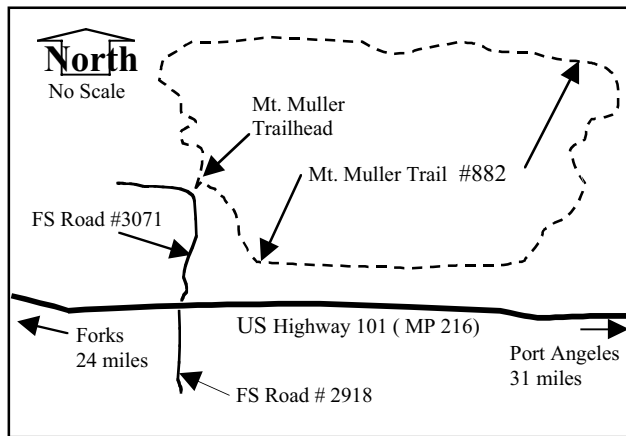 North
No Scale
Mt. Muller
Trailhead
Mt. Muller Trail #882
FS Road #3071
US Highway 101 ( MP 216)
Forks
24 miles
Port Angeles
31 miles
FS Road # 2918